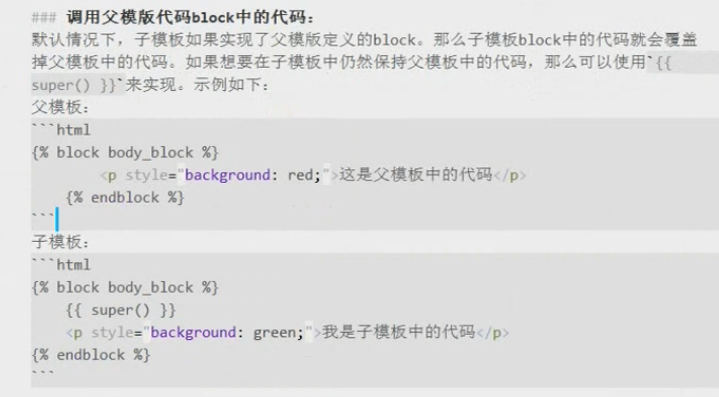 ### 调用父模版代码block中的代码：
默认情况下，子模板如果实现了父模版定义的block。那么子模板block中的代码就会覆盖
掉父模板中的代码。如果想要在子模板中仍然保持父模板中的代码，那么可以使用`{{
super() }}`来实现。示例如下：
父模板：
```html
{% block body_block %}
        <p style="background: red;">这是父模板中的代码</p>
    {% endblock %}
```
子模板：
```html
{% block body_block %}
    {{ super() }}
    <p style="background: green;">我是子模板中的代码</p>
{% endblock %}
```